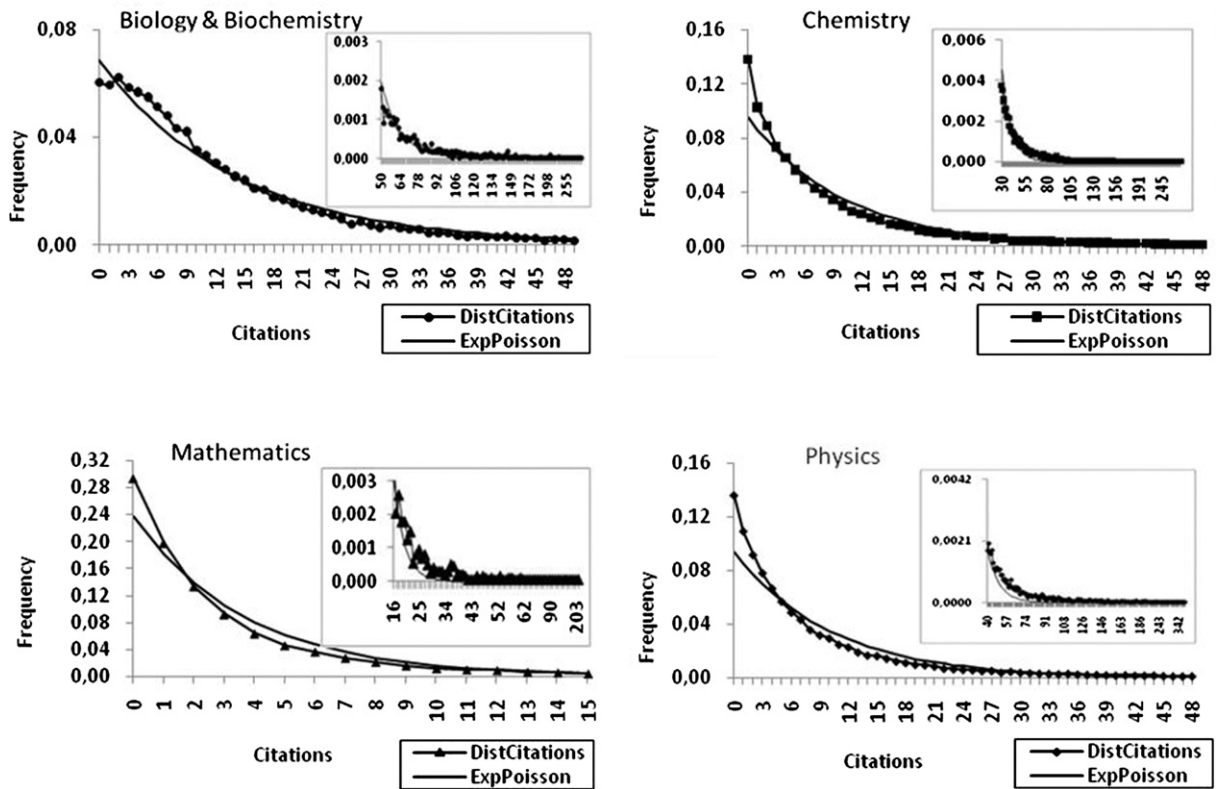 Biology & Biochemistry
0,08
0,04
0,00
Frequency
0 3 6 9 12 15 18 21 24 27 30 33 36 39 42 45 48
Citations
0,003
0,002
0,001
0,000
50 64 78 92 106 120 134 149 172 198 255
DistCitations
ExpPoisson
Chemistry
0,16
0,12
0,08
0,04
0,00
Frequency
0 3 6 9 12 15 18 21 24 27 30 33 36 39 42 45 48
Citations
0,006
0,004
0,002
0,000
30 55 80 105 130 156 191 245
DistCitations
ExpPoisson
Mathematics
0,32
0,28
0,24
0,20
0,16
0,12
0,08
0,04
0,00
Frequency
0 1 2 3 4 5 6 7 8 9 10 11 12 13 14 15
Citations
0,003
0,002
0,001
0,000
16 25 34 43 52 62 90 203
DistCitations
ExpPoisson
Physics
0,16
0,12
0,08
0,04
0,00
Frequency
0 3 6 9 12 15 18 21 24 27 30 33 36 39 42 45 48
Citations
0,0042
0,0021
0,0000
40 57 74 91 108 126 146 163 186 243 342
DistCitations
ExpPoisson